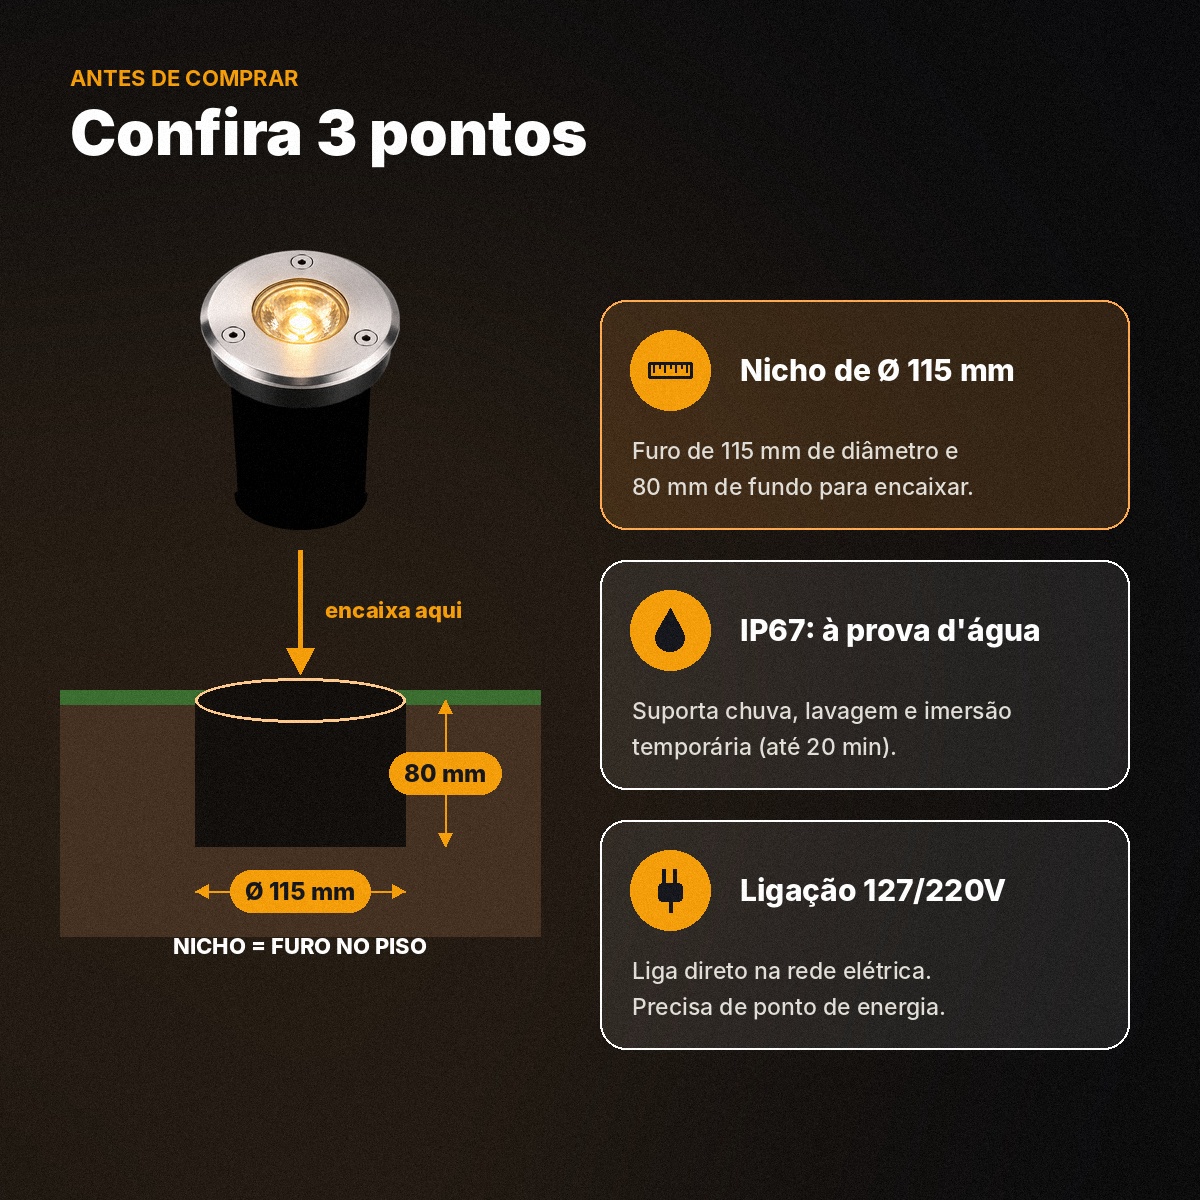 ANTES DE COMPRAR
Confira 3 pontos
encaixa aqui
80 mm
Ø 115 mm
NICHO = FURO NO PISO
Nicho de Ø 115 mm
Furo de 115 mm de diâmetro e
80 mm de fundo para encaixar.
IP67: à prova d'água
Suporta chuva, lavagem e imersão
temporária (até 20 min).
Ligação 127/220V
Liga direto na rede elétrica.
Precisa de ponto de energia.